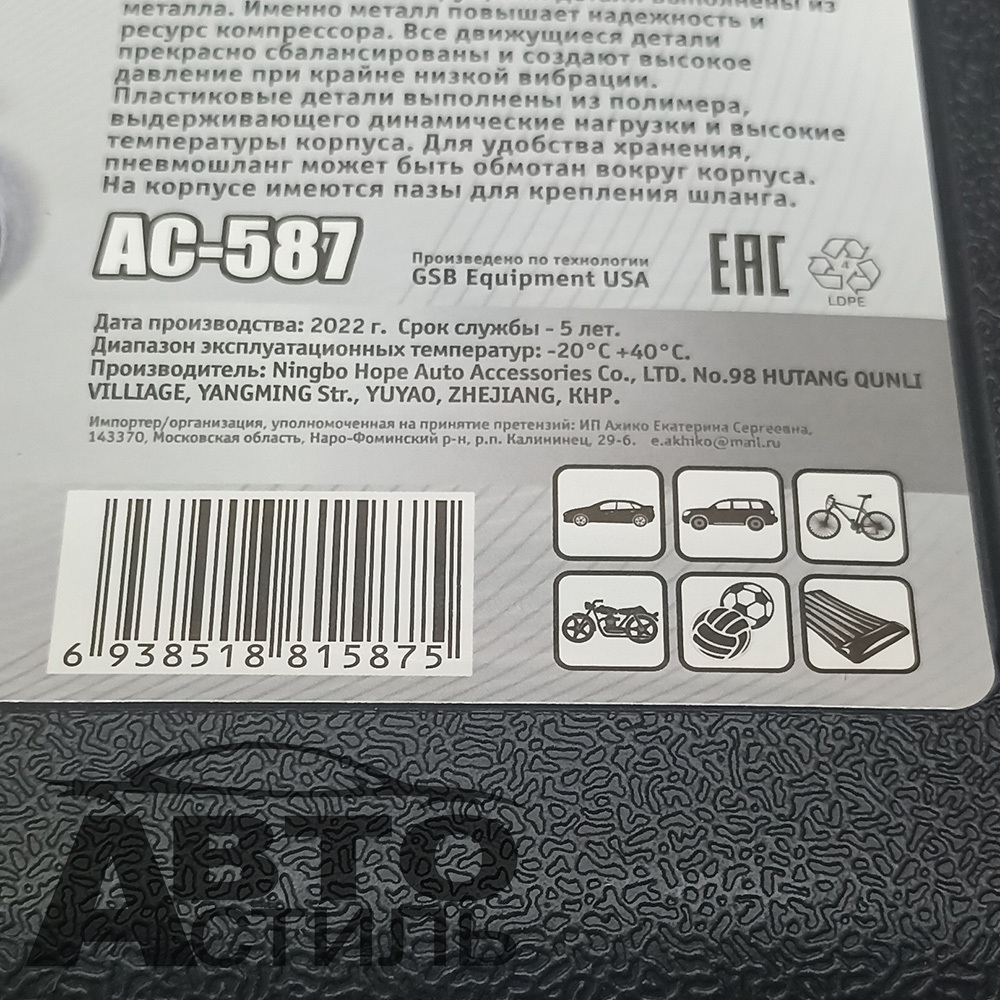 металла. Именно металл повышает надежность и
ресурс компрессора. Все движущиеся детали
прекрасно сбалансированы и создают высокое
давление при крайне низкой вибрации.
Пластиковые детали выполнены из полимера,
выдерживающего динамические нагрузки и высокие
температуры корпуса. Для удобства хранения,
пневмошланг может быть обмотан вокруг корпуса.
На корпусе имеются пазы для крепления шланга.
AC-587
Произведено по технологии
GSB Equipment USA
EAC
4
LDPE
Дата производства: 2022 г. Срок службы - 5 лет.
Диапазон эксплуатационных температур: -20°C +40°C.
Производитель: Ningbo Hope Auto Accessories Co., LTD. No.98 HUTANG QUNLI
VILLIAGE, YANGMING Str., YUYAO, ZHEJIANG, КНР.
Импортер/организация, уполномоченная на принятие претензий: ИП Ахико Екатерина Сергеевна,
143370, Московская область, Наро-Фоминский р-н, р.п. Калининец, 29-6. e.akhiko@mail.ru
6 938518 815875
АВТО
СТИЛЬ